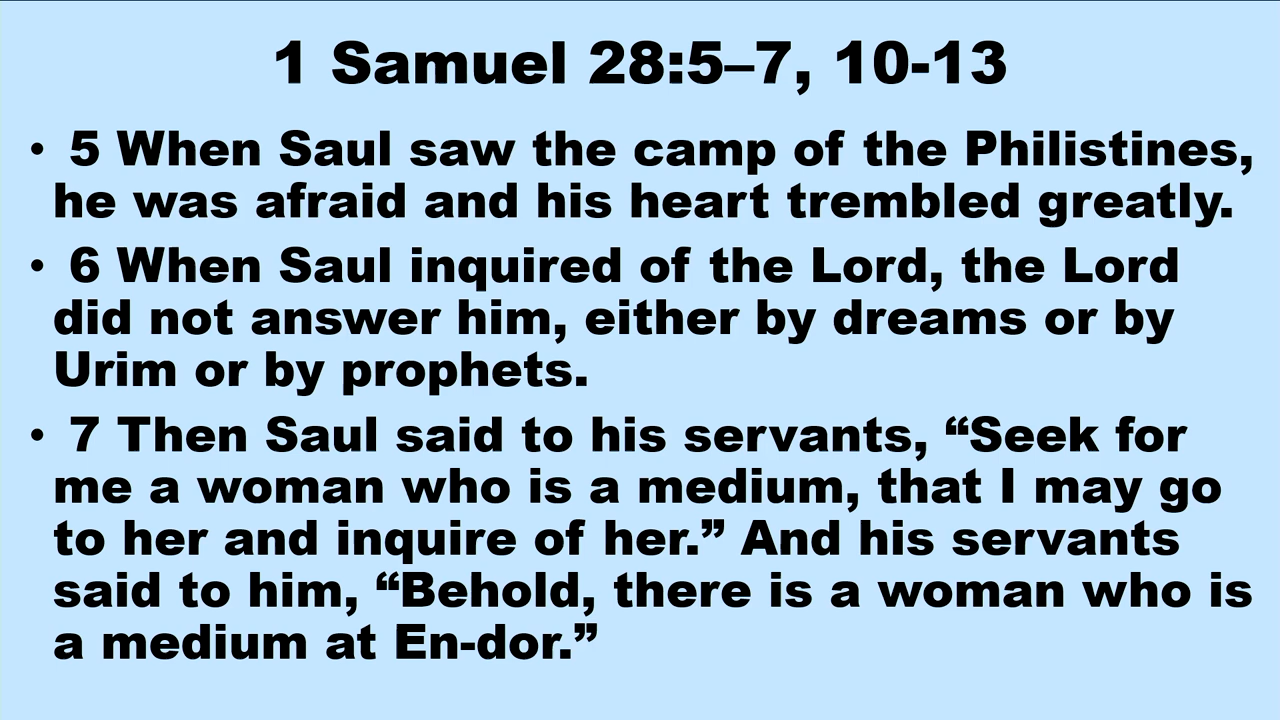 1 Samuel 28:5–7, 10-13
• 5 When Saul saw the camp of the Philistines,
he was afraid and his heart trembled greatly.
• 6 When Saul inquired of the Lord, the Lord
did not answer him, either by dreams or by
Urim or by prophets.
• 7 Then Saul said to his servants, “Seek for
me a woman who is a medium, that I may go
to her and inquire of her.” And his servants
said to him, “Behold, there is a woman who is
a medium at En-dor.”